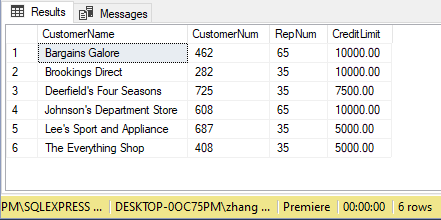 Results Messages
CustomerName CustomerNum RepNum CreditLimit
1 Bargains Galore 462 65 10000.00
2 Brookings Direct 282 35 10000.00
3 Deerfield's Four Seasons 725 35 7500.00
4 Johnson's Department Store 608 65 10000.00
5 Lee's Sport and Appliance 687 35 5000.00
6 The Everything Shop 408 35 5000.00
PM\SQLEXPRESS ... DESKTOP-0OC75PM\zhang ... Premiere 00:00:00 6 rows